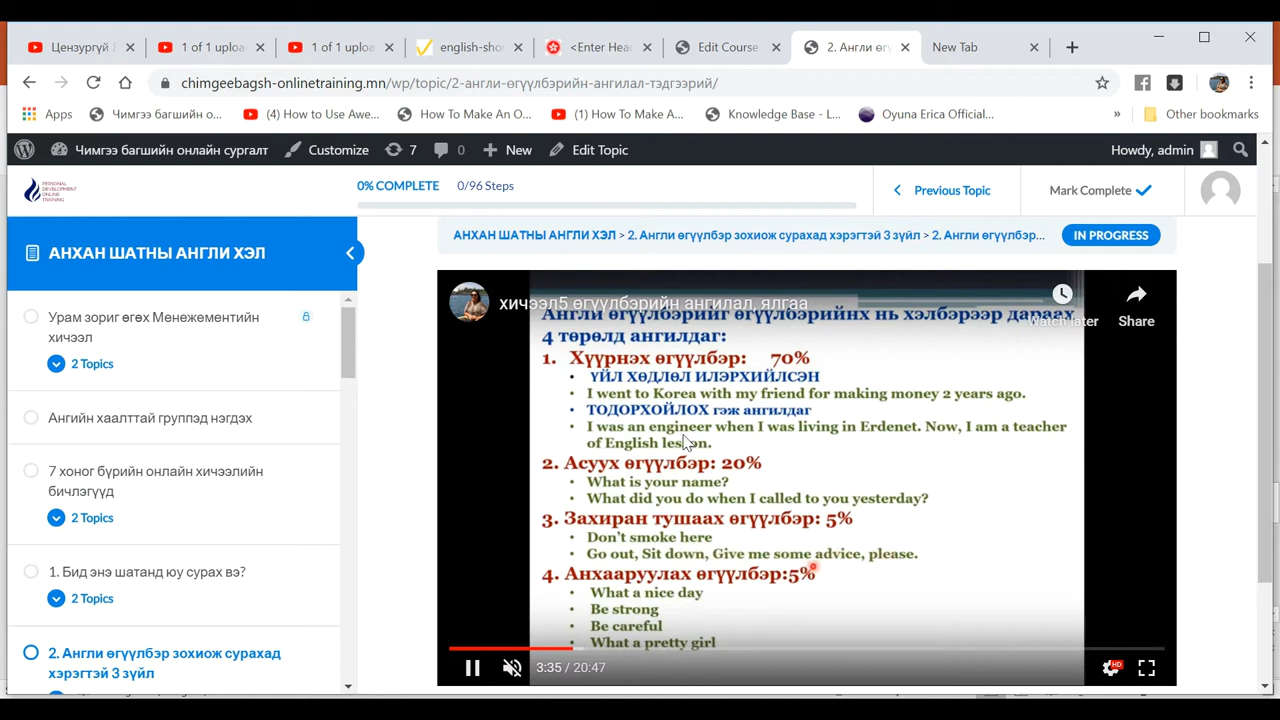 Цензургүй
1 of 1 uploa
1 of 1 uploa
english-sho
<Enter Hea
Edit Course
2. Англи өгү
New Tab
chimgeebagsh-onlinetraining.mn/wp/topic/2-англи-өгүүлбэрийн-ангилал-тэдгээрий/
Apps
Чимгээ багшийн о...
(4) How to Use Awe...
How To Make An O...
(1) How To Make A...
Knowledge Base - L...
Oyuna Erica Official...
»
Other bookmarks
Чимгээ багшийн онлайн сургалт
Customize
7
0
New
Edit Topic
Howdy, admin
PERSONAL
DEVELOPMENT
ONLINE
TRAINING
0% COMPLETE
0/96 Steps
Previous Topic
Mark Complete
АНХАН ШАТНЫ АНГЛИ ХЭЛ
Урам зориг өгөх Менежементийн
хичээл
2 Topics
Ангийн хаалттай группэд нэгдэх
7 хоног бүрийн онлайн хичээлийн
бичлэгүүд
2 Topics
1. Бид энэ шатанд юу сурах вэ?
2 Topics
2. Англи өгүүлбэр зохиож сурахад
хэрэгтэй 3 зүйл
АНХАН ШАТНЫ АНГЛИ ХЭЛ > 2. Англи өгүүлбэр зохиож сурахад хэрэгтэй 3 зүйл > 2. Англи өгүүлбэр...
IN PROGRESS
хичээл5 өгүүлбэрийн ангилал, ялгаа
Watch later
Share
Англи өгүүлбэрийг өгүүлбэрийнх нь хэлбэрээр дараах
4 төрөлд ангилдаг:
1. Хүүрнэх өгүүлбэр: 70%
• ҮЙЛ ХӨДЛӨЛ ИЛЭРХИЙЛСЭН
• I went to Korea with my friend for making money 2 years ago.
• ТОДОРХОЙЛОХ гэж ангилдаг
• I was an engineer when I was living in Erdenet. Now, I am a teacher
of English lesson.
2. Асуух өгүүлбэр: 20%
• What is your name?
• What did you do when I called to you yesterday?
3. Захиран тушаах өгүүлбэр: 5%
• Don't smoke here
• Go out, Sit down, Give me some advice, please.
4. Анхааруулах өгүүлбэр:5%
• What a nice day
• Be strong
• Be careful
• What a pretty girl
3:35 / 20:47
HD